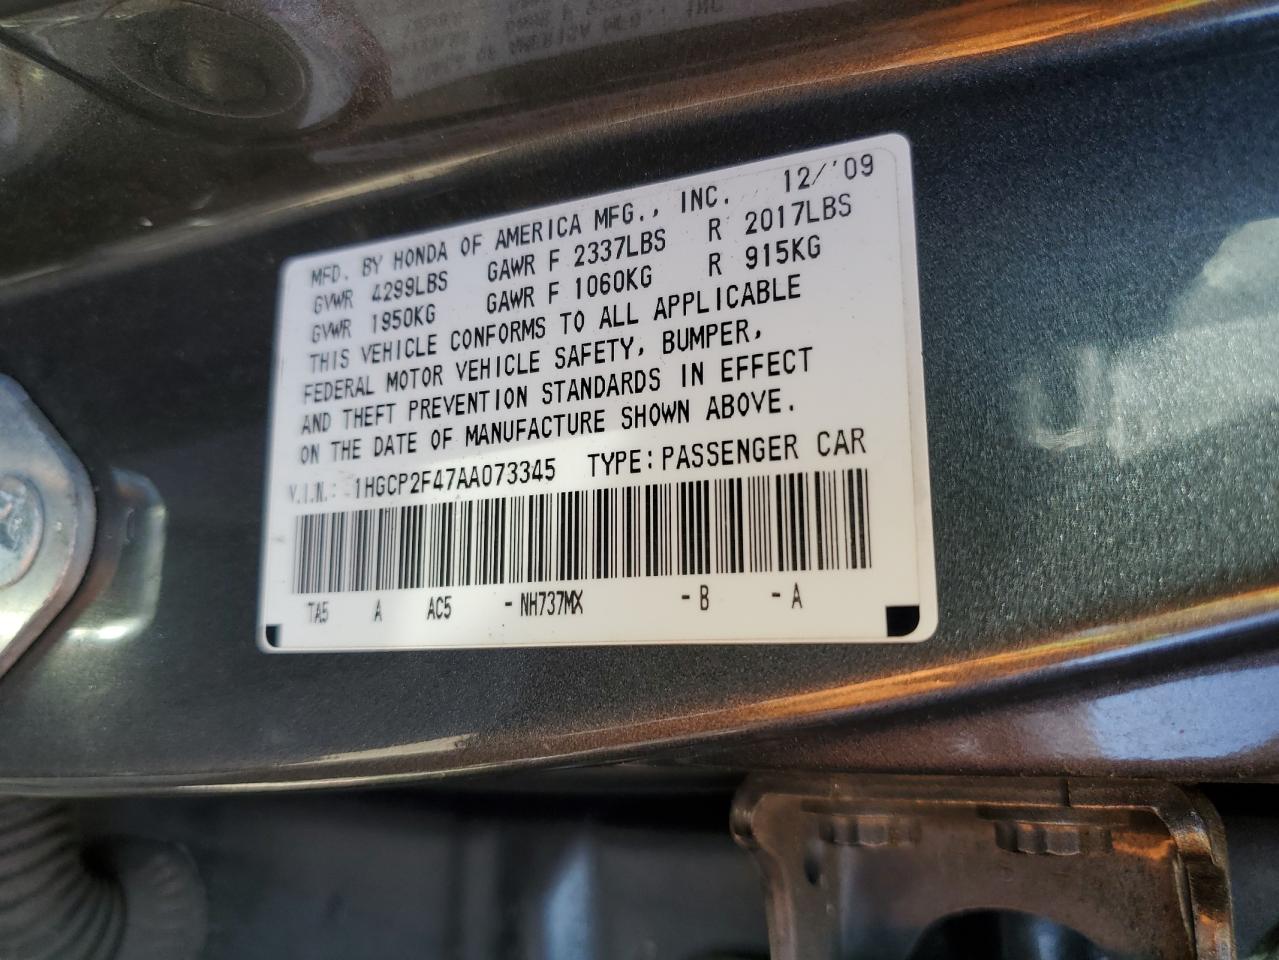 MFD. BY HONDA OF AMERICA MFG., INC. 12/'09
GVWR 4299LBS GAWR F 2337LBS R 2017LBS
GVWR 1950KG GAWR F 1060KG R 915KG
THIS VEHICLE CONFORMS TO ALL APPLICABLE
FEDERAL MOTOR VEHICLE SAFETY, BUMPER,
AND THEFT PREVENTION STANDARDS IN EFFECT
ON THE DATE OF MANUFACTURE SHOWN ABOVE.
V.I.N.: 1HGCP2F47AA073345 TYPE:PASSENGER CAR
TA5 A AC5 -NH737MX -B -A